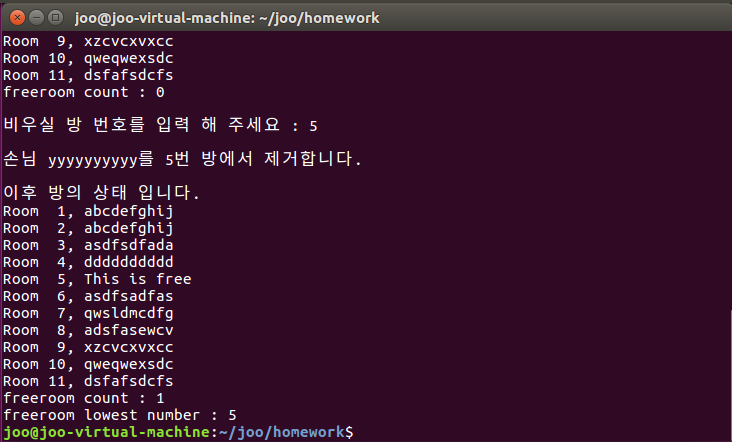 joo@joo-virtual-machine: ~/joo/homework
Room  9, xzcvcxvxcc
Room 10, qweqwexsdc
Room 11, dsfafsdcfs
freeroom count : 0
비우실 방 번호를 입력 해 주세요 : 5
손님 yyyyyyyyyy를 5번 방에서 제거합니다.
이후 방의 상태 입니다.
Room  1, abcdefghij
Room  2, abcdefghij
Room  3, asdfsdfada
Room  4, dddddddddd
Room  5, This is free
Room  6, asdfsadfas
Room  7, qwsldmcdfg
Room  8, adsfasewcv
Room  9, xzcvcxvxcc
Room 10, qweqwexsdc
Room 11, dsfafsdcfs
freeroom count : 1
freeroom lowest number : 5
joo@joo-virtual-machine:~/joo/homework$